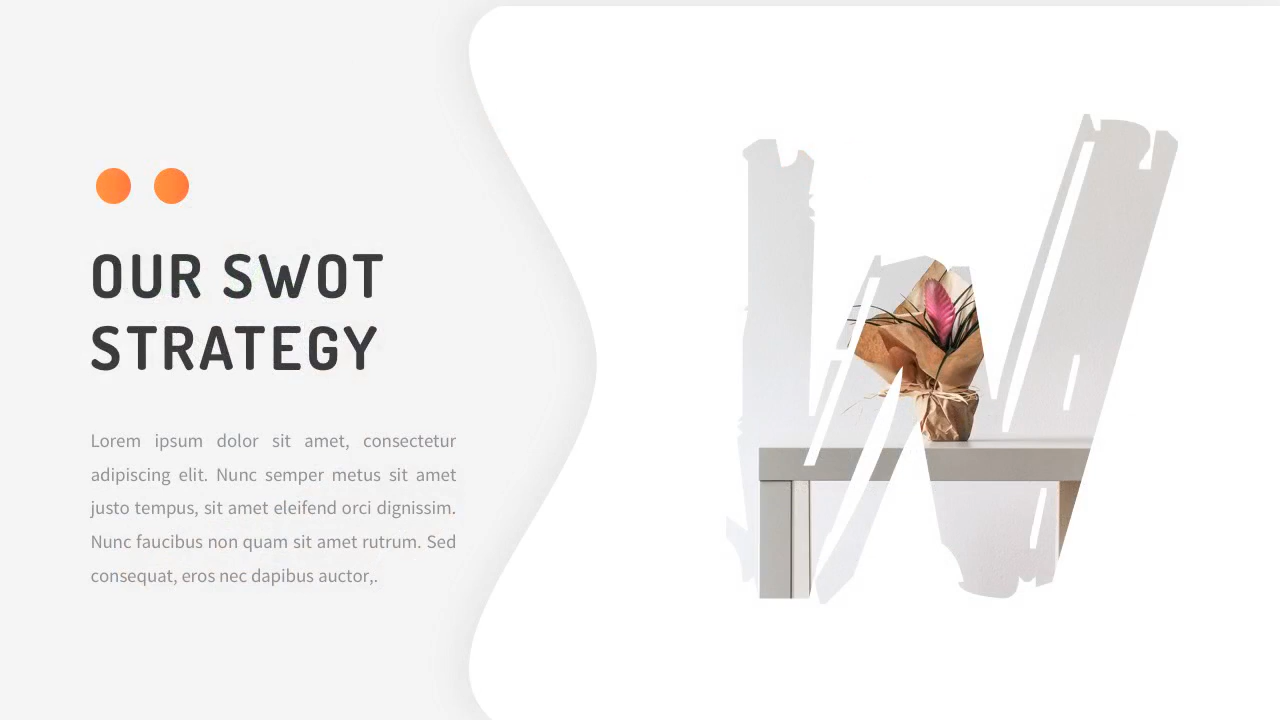 OUR SWOT
STRATEGY
Lorem ipsum dolor sit amet, consectetur
adipiscing elit. Nunc semper metus sit amet
justo tempus, sit amet eleifend orci dignissim.
Nunc faucibus non quam sit amet rutrum. Sed
consequat, eros nec dapibus auctor,.
W